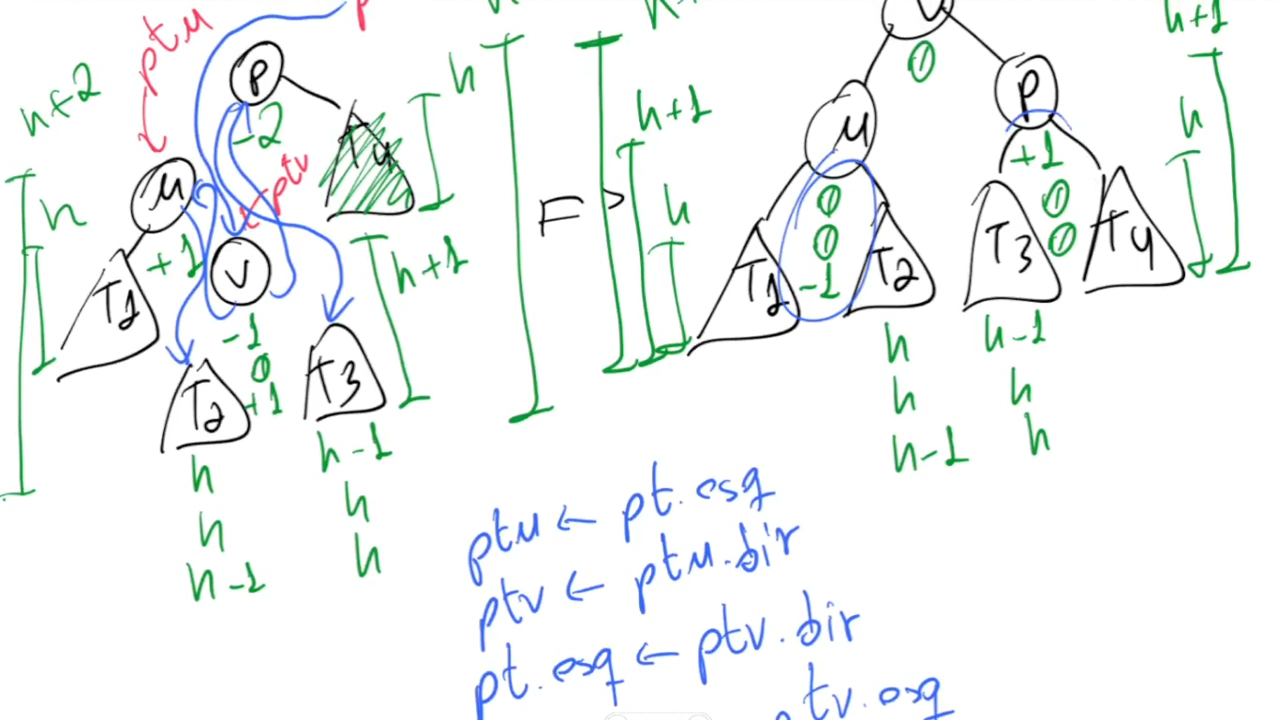 ptu
p
h+2
-2
h
T4
ptv
u
h
+1
T1
v
h+1
-1
0
+1
T2
T3
h
h-1
h
h
h-1
h
F
>
h+1
h
0
u
p
h+1
h
+1
0
0
0
0
-1
T1
T2
T3
T4
h
h-1
h
h
h-1
h
ptu ← pt.esq
ptv ← ptu.dir
pt.esq ← ptv.dir
tv.esq